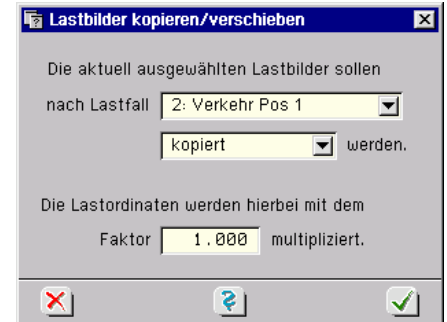 Lastbilder kopieren/verschieben
Die aktuell ausgewählten Lastbilder sollen
nach Lastfall 2: Verkehr Pos 1
kopiert werden.
Die Lastordinaten werden hierbei mit dem
Faktor 1.000 multipliziert.